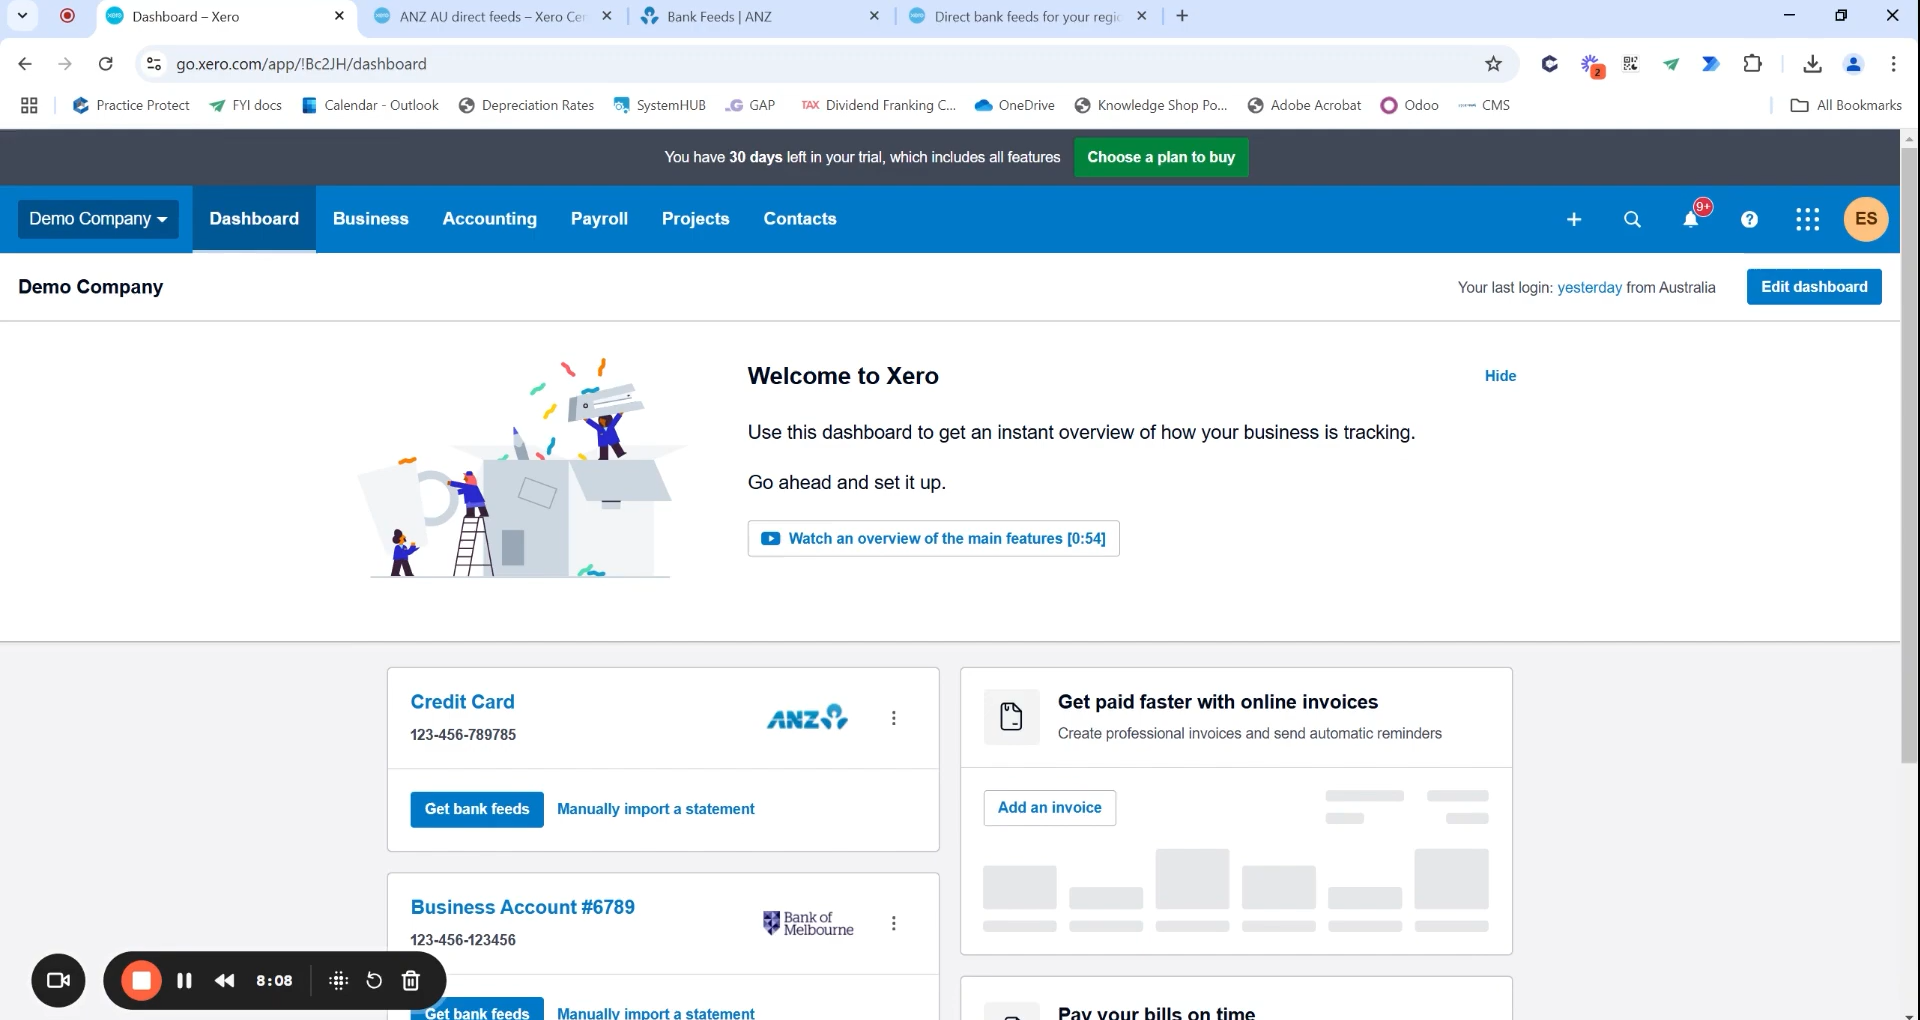 Dashboard – Xero
ANZ AU direct feeds – Xero Cer
Bank Feeds | ANZ
Direct bank feeds for your regio
go.xero.com/app/!Bc2JH/dashboard
2
Practice Protect
FYI docs
Calendar - Outlook
Depreciation Rates
SystemHUB
GAP
TAX Dividend Franking C...
OneDrive
Knowledge Shop Po...
Adobe Acrobat
Odoo
CMS
All Bookmarks
You have 30 days left in your trial, which includes all features
Choose a plan to buy
Demo Company
Dashboard
Business
Accounting
Payroll
Projects
Contacts
9+
ES
Demo Company
Your last login: yesterday from Australia
Edit dashboard
Welcome to Xero
Hide
Use this dashboard to get an instant overview of how your business is tracking.
Go ahead and set it up.
Watch an overview of the main features [0:54]
Credit Card
123-456-789785
ANZ
Get bank feeds
Manually import a statement
Get paid faster with online invoices
Create professional invoices and send automatic reminders
Add an invoice
Business Account #6789
123-456-123456
Bank of
Melbourne
Get bank feeds
Manually import a statement
Pay your bills on time
8:08